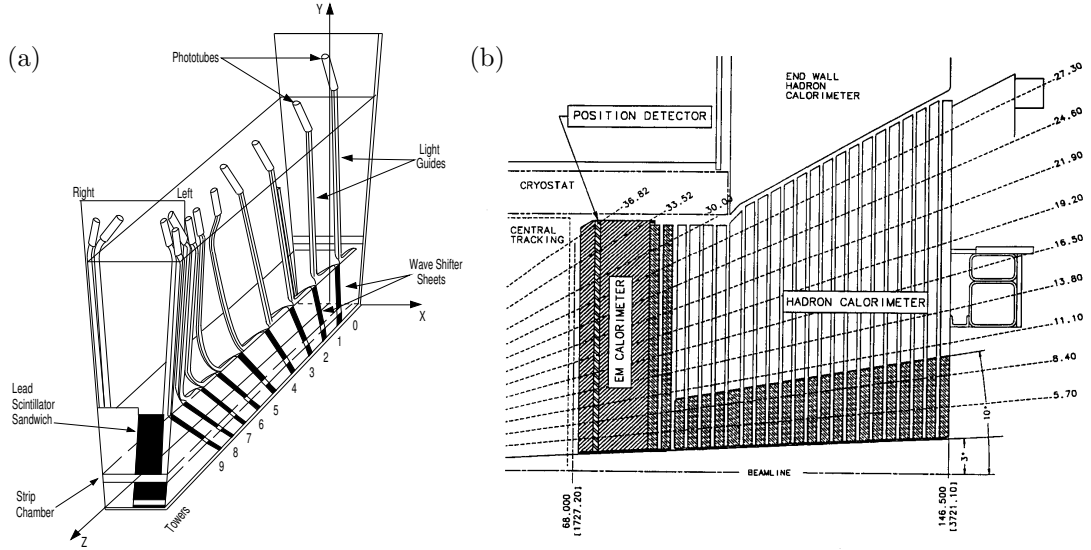 (a)
Y
Phototubes
Light
Guides
Right
Left
Wave Shifter
Sheets
X
0
1
2
3
4
5
6
7
8
9
Lead
Scintillator
Sandwich
Strip
Chamber
Towers
Z
(b)
END WALL
HADRON
CALORIMETER
POSITION DETECTOR
CRYOSTAT
CENTRAL
TRACKING
36.82
33.52
30.00
27.30
24.60
21.90
19.20
16.50
13.80
11.10
8.40
5.70
EM CALORIMETER
HADRON CALORIMETER
10°
3°
BEAMLINE
68.000
[1727.20]
146.500
[3721.10]